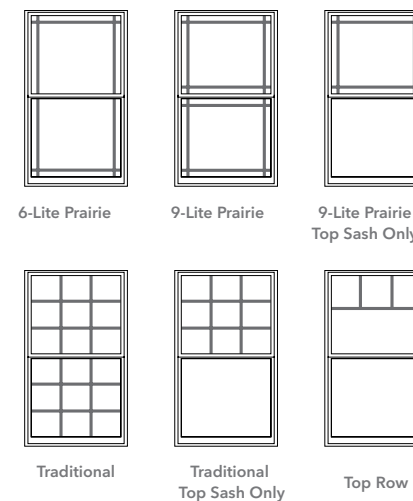 6-Lite Prairie
9-Lite Prairie
9-Lite Prairie
Top Sash Only
Traditional
Traditional
Top Sash Only
Top Row